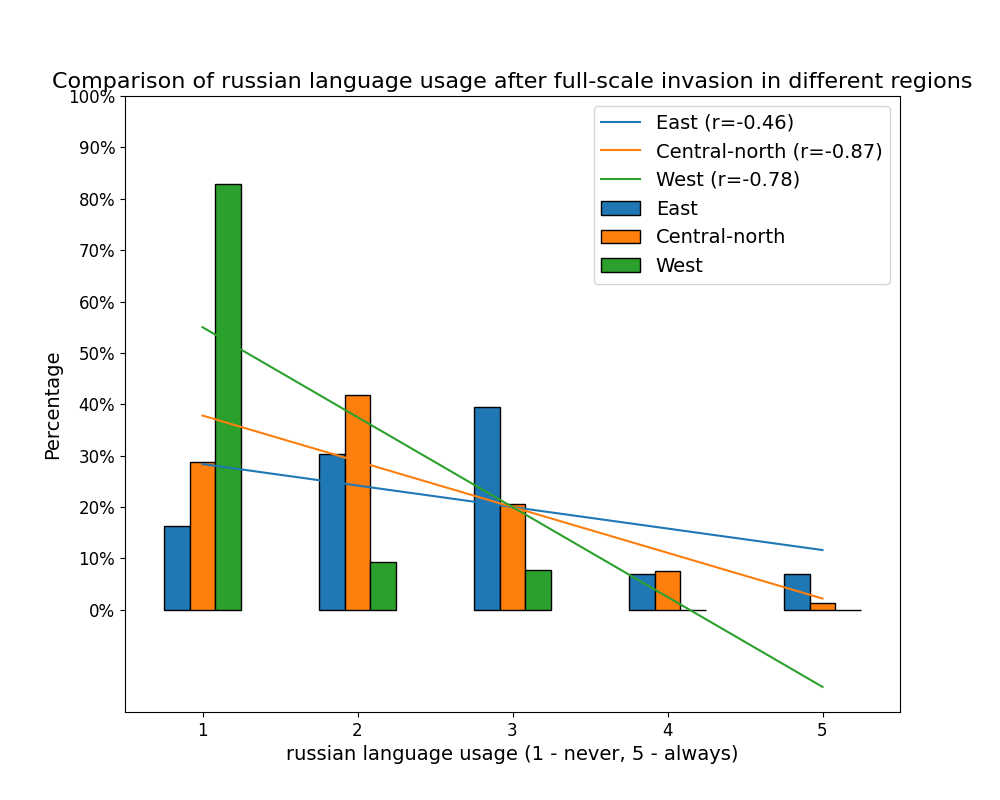 Comparison of russian language usage after full-scale invasion in different regions
100%
90%
80%
70%
60%
50%
40%
30%
20%
10%
0%
Percentage
East (r=-0.46)
Central-north (r=-0.87)
West (r=-0.78)
East
Central-north
West
1 2 3 4 5
russian language usage (1 - never, 5 - always)